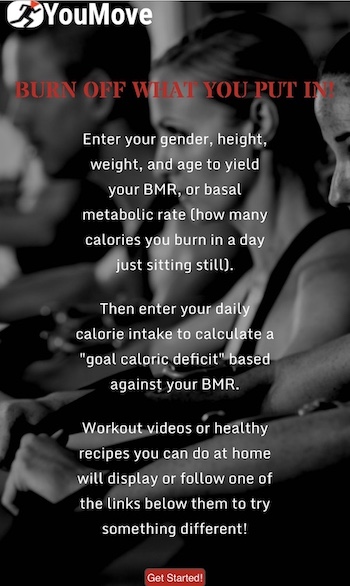 YouMove
BURN OFF WHAT YOU PUT IN!
Enter your gender, height,
weight, and age to yield
your BMR, or basal
metabolic rate (how many
calories you burn in a day
just sitting still).
Then enter your daily
calorie intake to calculate a
"goal caloric deficit" based
against your BMR.
Workout videos or healthy
recipes you can do at home
will display or follow one of
the links below them to try
something different!
Get Started!